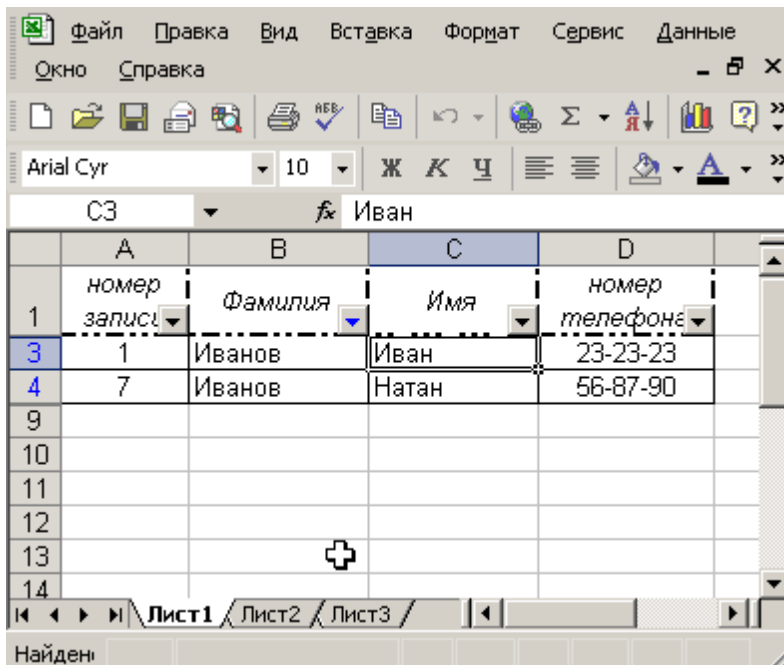 Файл Правка Вид Вставка Формат Сервис Данные
Окно Справка
Arial Cyr 10 Ж К Ч
C3 fx Иван
A B C D
1 номер записи Фамилия Имя номер телефона
3 1 Иванов Иван 23-23-23
4 7 Иванов Натан 56-87-90
9
10
11
12
13
14
Лист1 Лист2 Лист3
Найдено